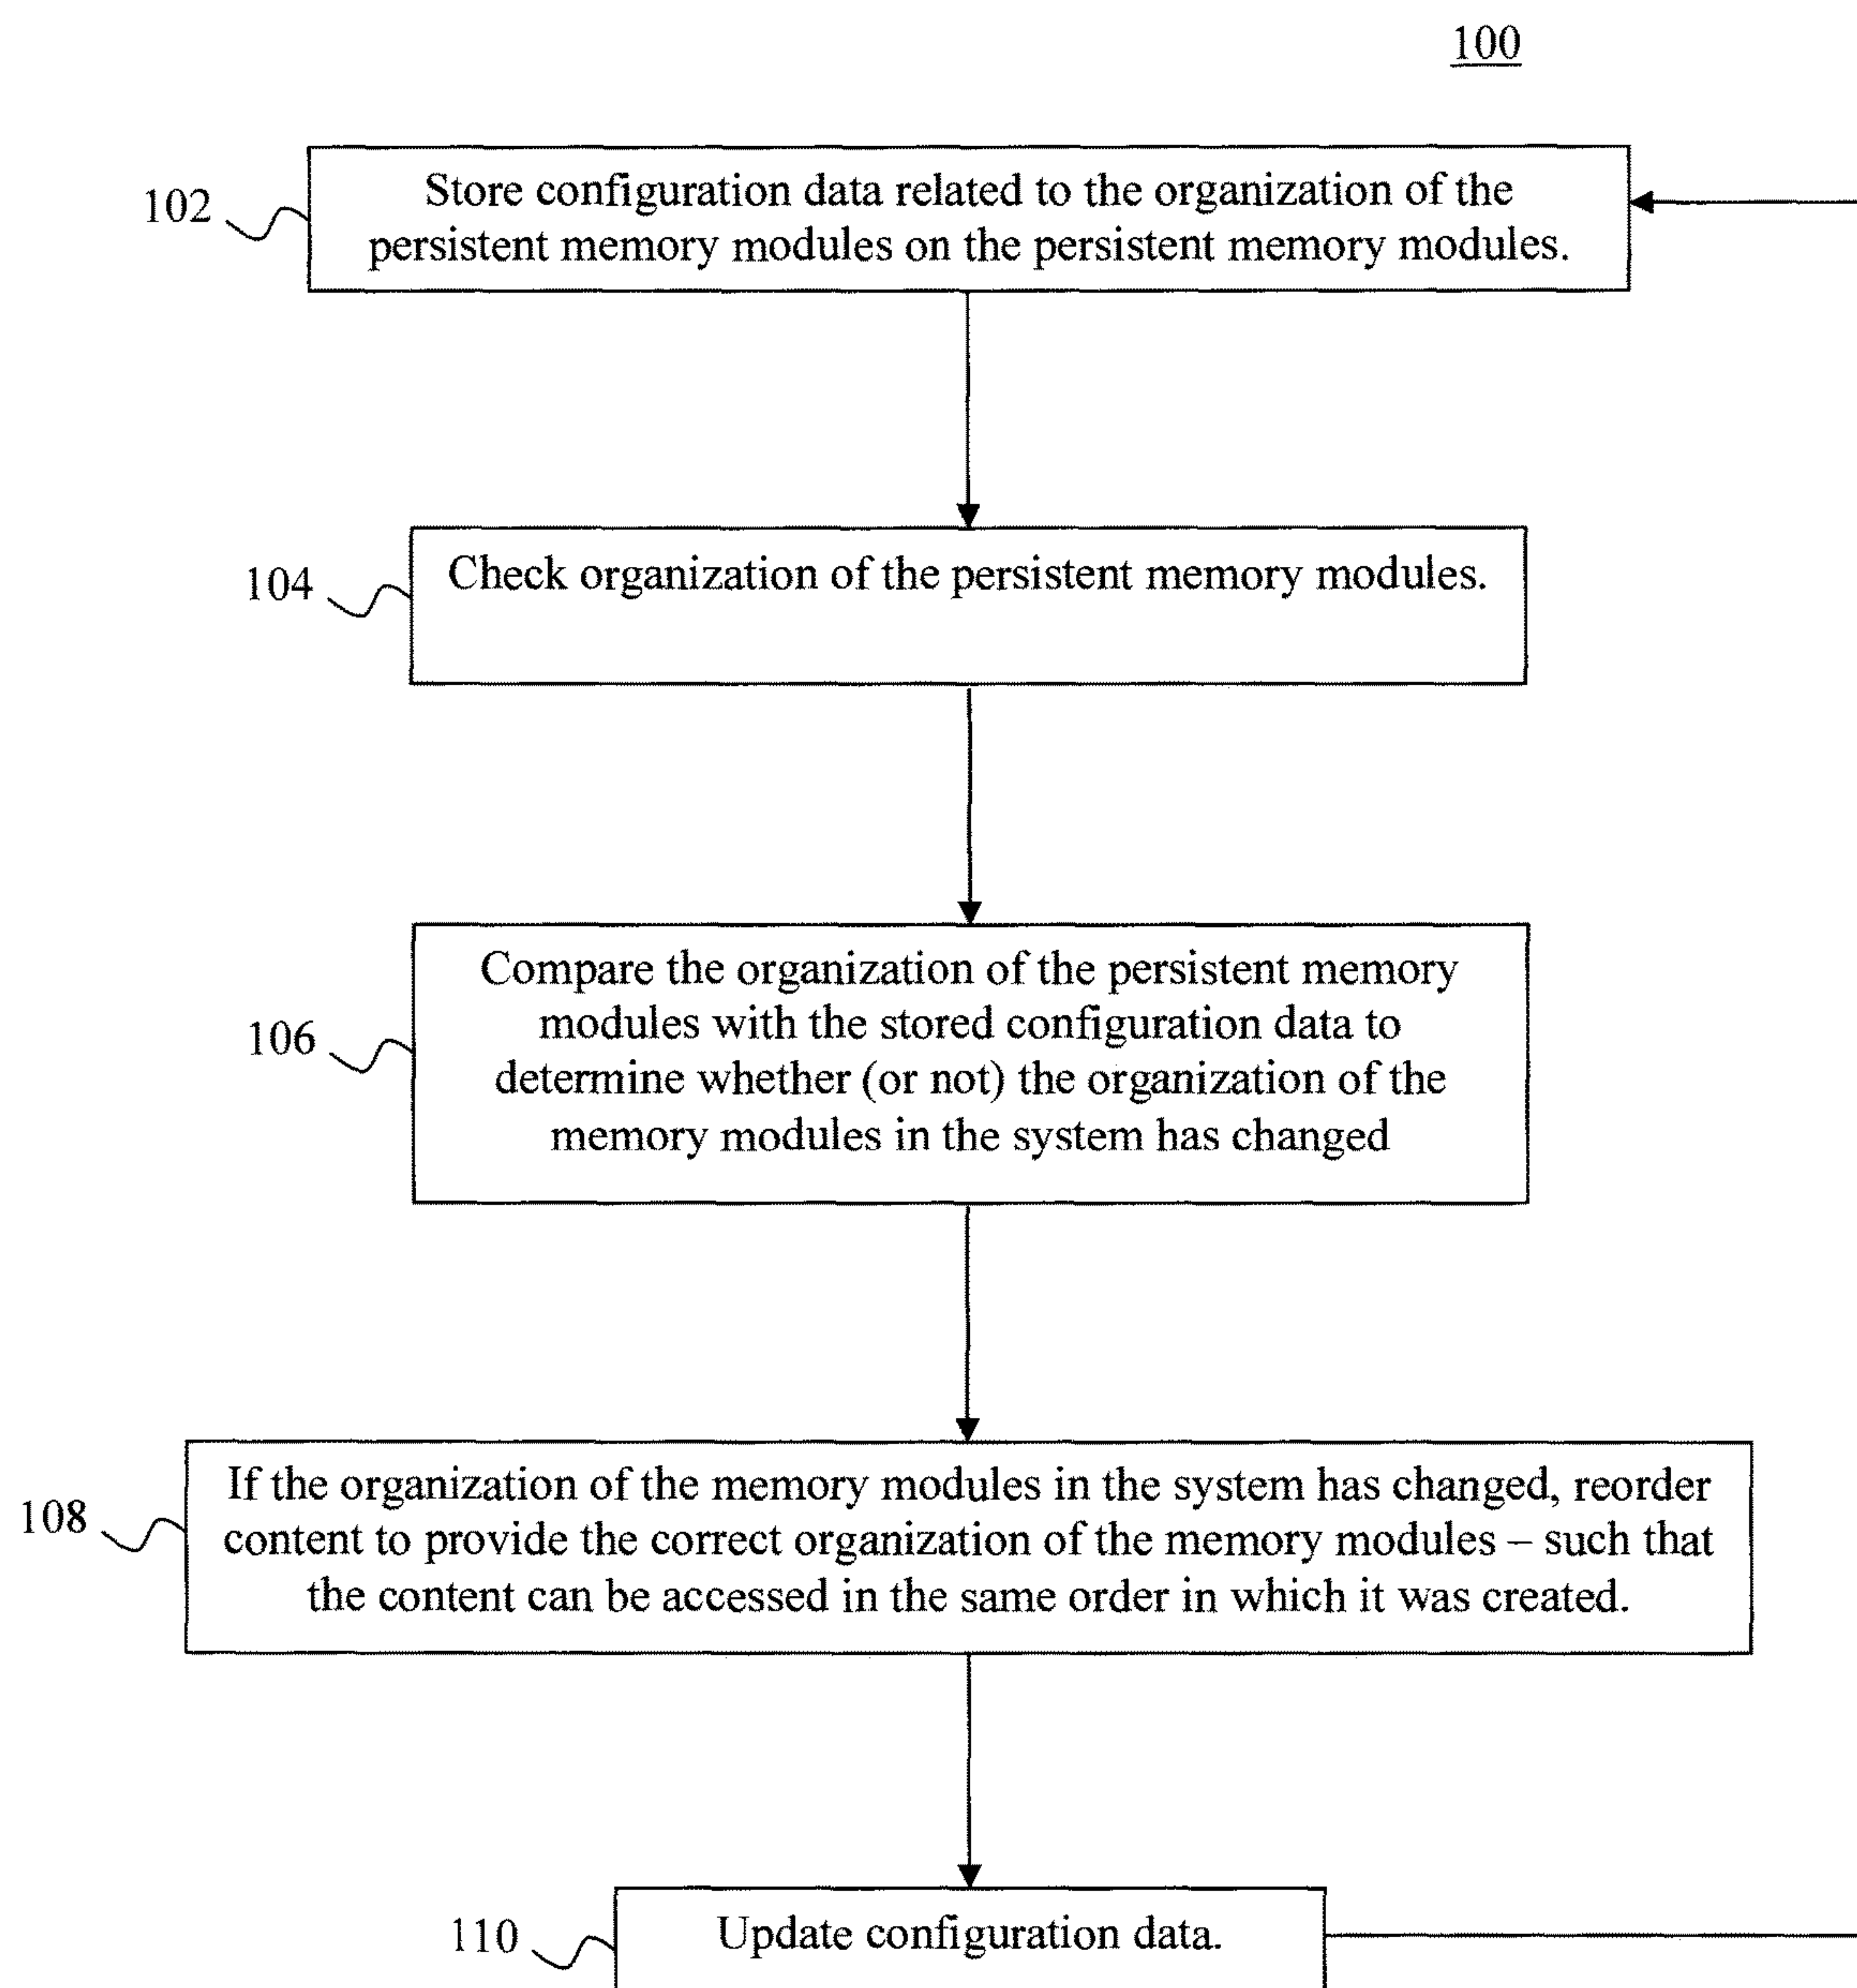 100
102
Store configuration data related to the organization of the
persistent memory modules on the persistent memory modules.
104
Check organization of the persistent memory modules.
106
Compare the organization of the persistent memory
modules with the stored configuration data to
determine whether (or not) the organization of the
memory modules in the system has changed
108
If the organization of the memory modules in the system has changed, reorder
content to provide the correct organization of the memory modules – such that
the content can be accessed in the same order in which it was created.
110
Update configuration data.